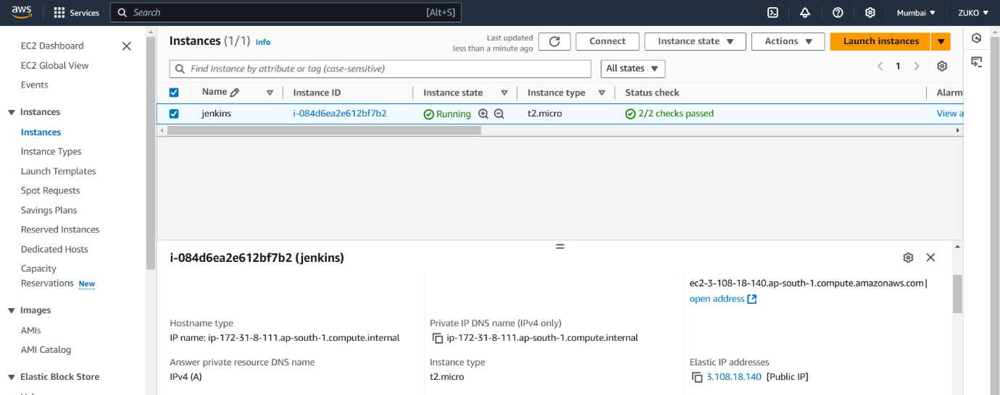 aws
Services
Search
[Alt+S]
Mumbai
ZUKO
EC2 Dashboard
EC2 Global View
Events
Instances
Instances
Instance Types
Launch Templates
Spot Requests
Savings Plans
Reserved Instances
Dedicated Hosts
Capacity
Reservations New
Images
AMIs
AMI Catalog
Elastic Block Store
Instances (1/1) Info
Last updated
less than a minute ago
Connect
Instance state
Actions
Launch instances
Find Instance by attribute or tag (case-sensitive)
All states
1
Name Instance ID Instance state Instance type Status check Alarm
jenkins i-084d6ea2e612bf7b2 Running t2.micro 2/2 checks passed View a
i-084d6ea2e612bf7b2 (jenkins)
ec2-3-108-18-140.ap-south-1.compute.amazonaws.com |
open address
Hostname type
IP name: ip-172-31-8-111.ap-south-1.compute.internal
Private IP DNS name (IPv4 only)
ip-172-31-8-111.ap-south-1.compute.internal
Answer private resource DNS name
IPv4 (A)
Instance type
t2.micro
Elastic IP addresses
3.108.18.140 [Public IP]